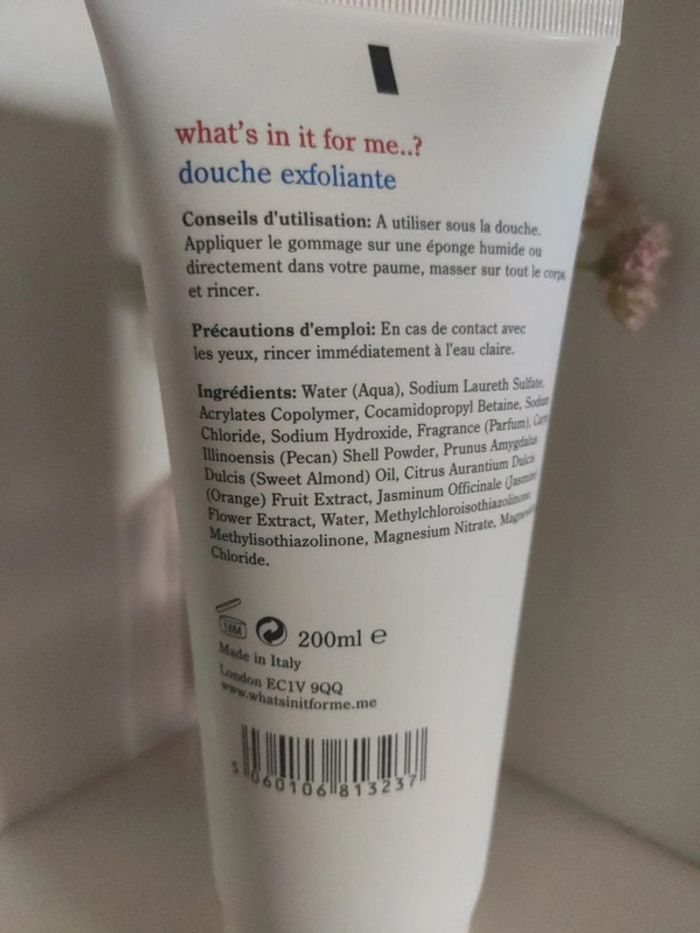 what's in it for me..?
douche exfoliante
Conseils d'utilisation: A utiliser sous la douche.
Appliquer le gommage sur une éponge humide ou
directement dans votre paume, masser sur tout le corps
et rincer.
Précautions d'emploi: En cas de contact avec
les yeux, rincer immédiatement à l'eau claire.
Ingrédients: Water (Aqua), Sodium Laureth Sulfate,
Acrylates Copolymer, Cocamidopropyl Betaine, Sodium
Chloride, Sodium Hydroxide, Fragrance (Parfum),
Illinoensis (Pecan) Shell Powder, Prunus Amygdalus
Dulcis (Sweet Almond) Oil, Citrus Aurantium Dulcis
(Orange) Fruit Extract, Jasminum Officinale (Jasmine)
Flower Extract, Water, Methylchloroisothiazolinone,
Methylisothiazolinone, Magnesium Nitrate, Magnesium
Chloride.
18M
200ml e
Made in Italy
London EC1V 9QQ
www.whatsinitforme.me
5 060106 813237